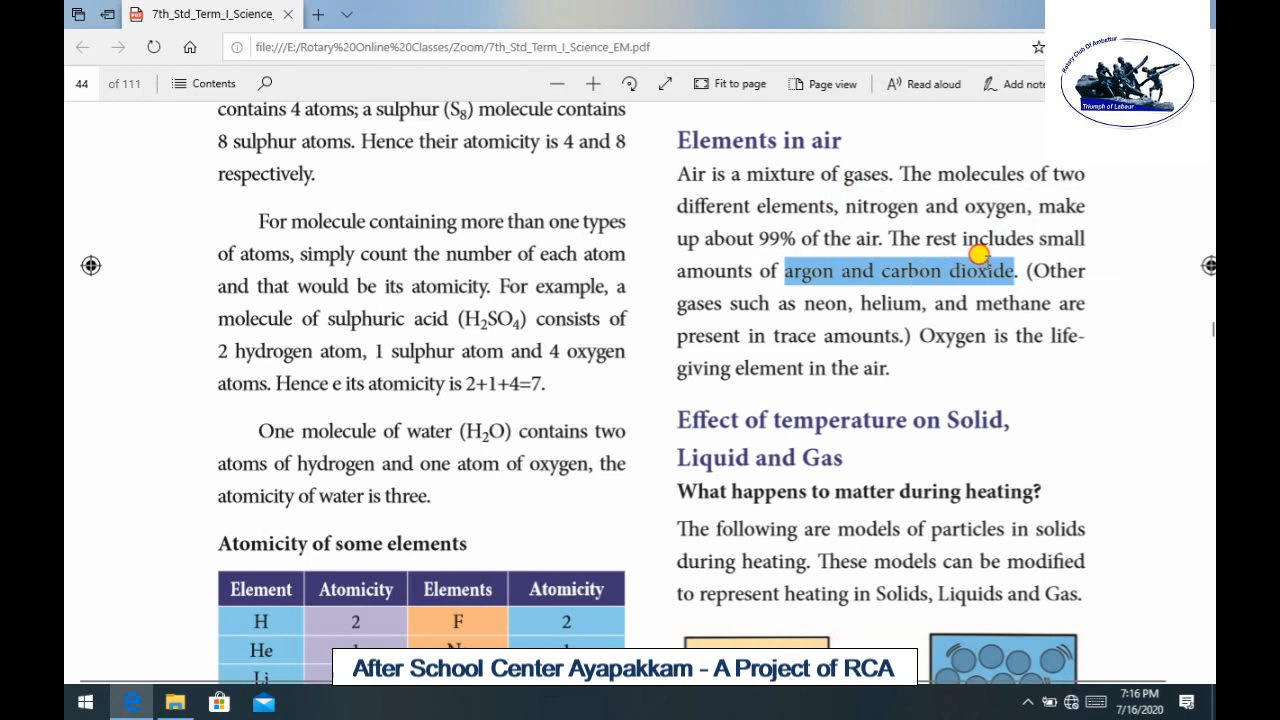 7th_Std_Term_I_Science_
file:///E:/Rotary%20Online%20Classes/Zoom/7th_Std_Term_I_Science_EM.pdf
44 of 111 Contents Fit to page Page view Read aloud Add note
Rotary Club Of Ambattur
Triumph of Labour
contains 4 atoms; a sulphur (S₈) molecule contains
8 sulphur atoms. Hence their atomicity is 4 and 8
respectively.
For molecule containing more than one types
of atoms, simply count the number of each atom
and that would be its atomicity. For example, a
molecule of sulphuric acid (H₂SO₄) consists of
2 hydrogen atom, 1 sulphur atom and 4 oxygen
atoms. Hence e its atomicity is 2+1+4=7.
One molecule of water (H₂O) contains two
atoms of hydrogen and one atom of oxygen, the
atomicity of water is three.
Atomicity of some elements
Element Atomicity Elements Atomicity
H 2 F 2
He
Li
Elements in air
Air is a mixture of gases. The molecules of two
different elements, nitrogen and oxygen, make
up about 99% of the air. The rest includes small
amounts of argon and carbon dioxide. (Other
gases such as neon, helium, and methane are
present in trace amounts.) Oxygen is the life-
giving element in the air.
Effect of temperature on Solid,
Liquid and Gas
What happens to matter during heating?
The following are models of particles in solids
during heating. These models can be modified
to represent heating in Solids, Liquids and Gas.
After School Center Ayapakkam - A Project of RCA
7:16 PM
7/16/2020